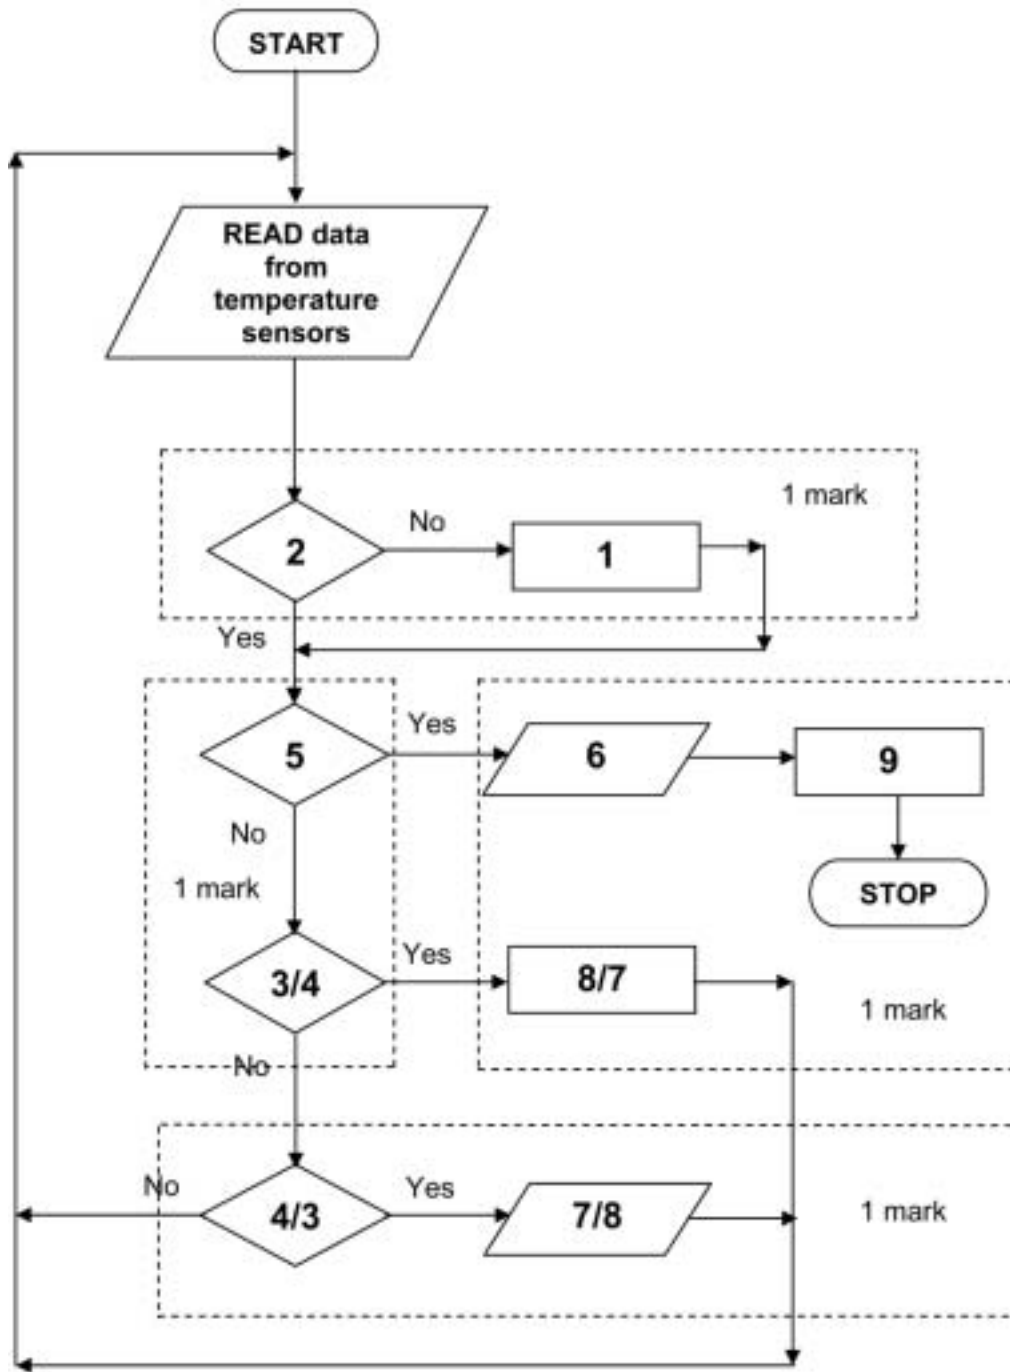 START
READ data
from
temperature
sensors
1 mark
2
No
1
Yes
5
Yes
6
9
No
1 mark
STOP
3/4
Yes
8/7
1 mark
No
No
4/3
Yes
7/8
1 mark